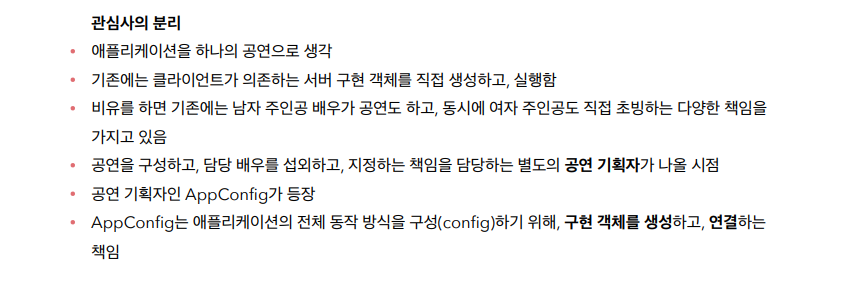 관심사의 분리
• 애플리케이션을 하나의 공연으로 생각
• 기존에는 클라이언트가 의존하는 서버 구현 객체를 직접 생성하고, 실행함
• 비유를 하면 기존에는 남자 주인공 배우가 공연도 하고, 동시에 여자 주인공도 직접 초빙하는 다양한 책임을
가지고 있음
• 공연을 구성하고, 담당 배우를 섭외하고, 지정하는 책임을 담당하는 별도의 공연 기획자가 나올 시점
• 공연 기획자인 AppConfig가 등장
• AppConfig는 애플리케이션의 전체 동작 방식을 구성(config)하기 위해, 구현 객체를 생성하고, 연결하는
책임